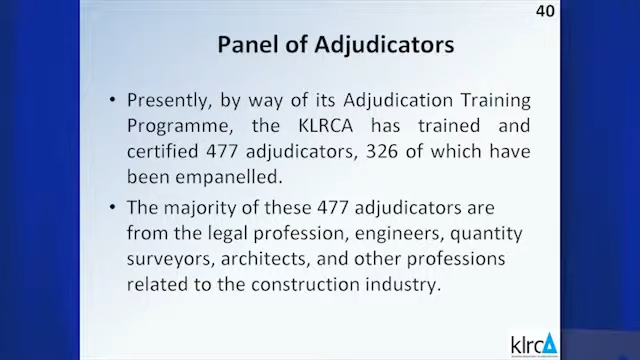 40
Panel of Adjudicators
• Presently, by way of its Adjudication Training
Programme, the KLRCA has trained and
certified 477 adjudicators, 326 of which have
been empanelled.
• The majority of these 477 adjudicators are
from the legal profession, engineers, quantity
surveyors, architects, and other professions
related to the construction industry.
klrcA